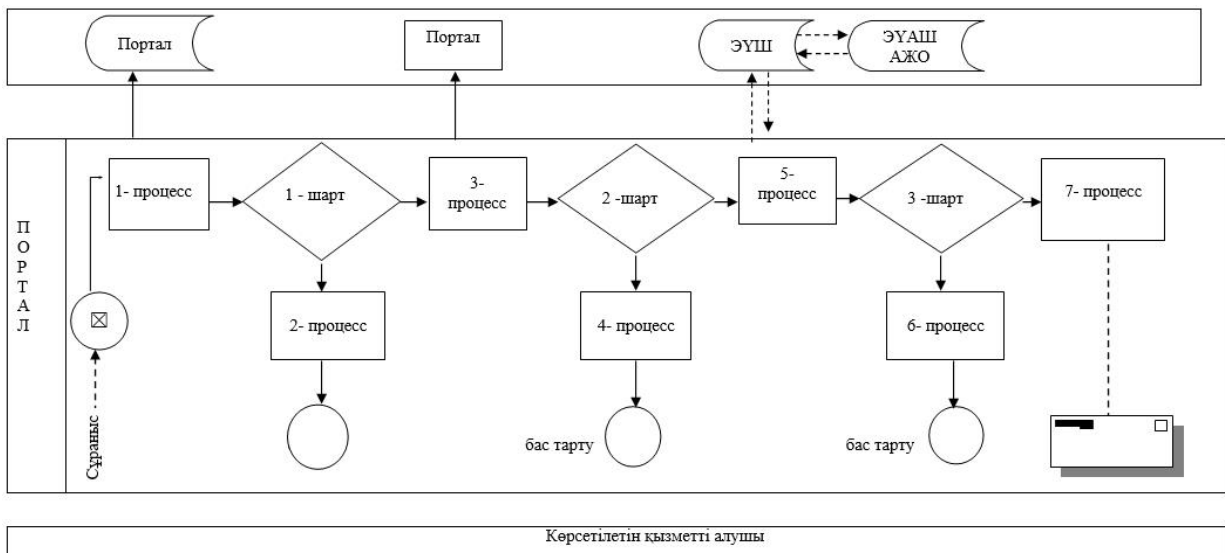 Портал
Портал
ЭҮШ
ЭҮАШ
АЖО
ПОРТАЛ
1- процесс
1 - шарт
3-
процесс
2 -шарт
5-
процесс
3 -шарт
7- процесс
2- процесс
4- процесс
6- процесс
Сұраныс
бас тарту
бас тарту
Көрсетілетін қызметті алушы